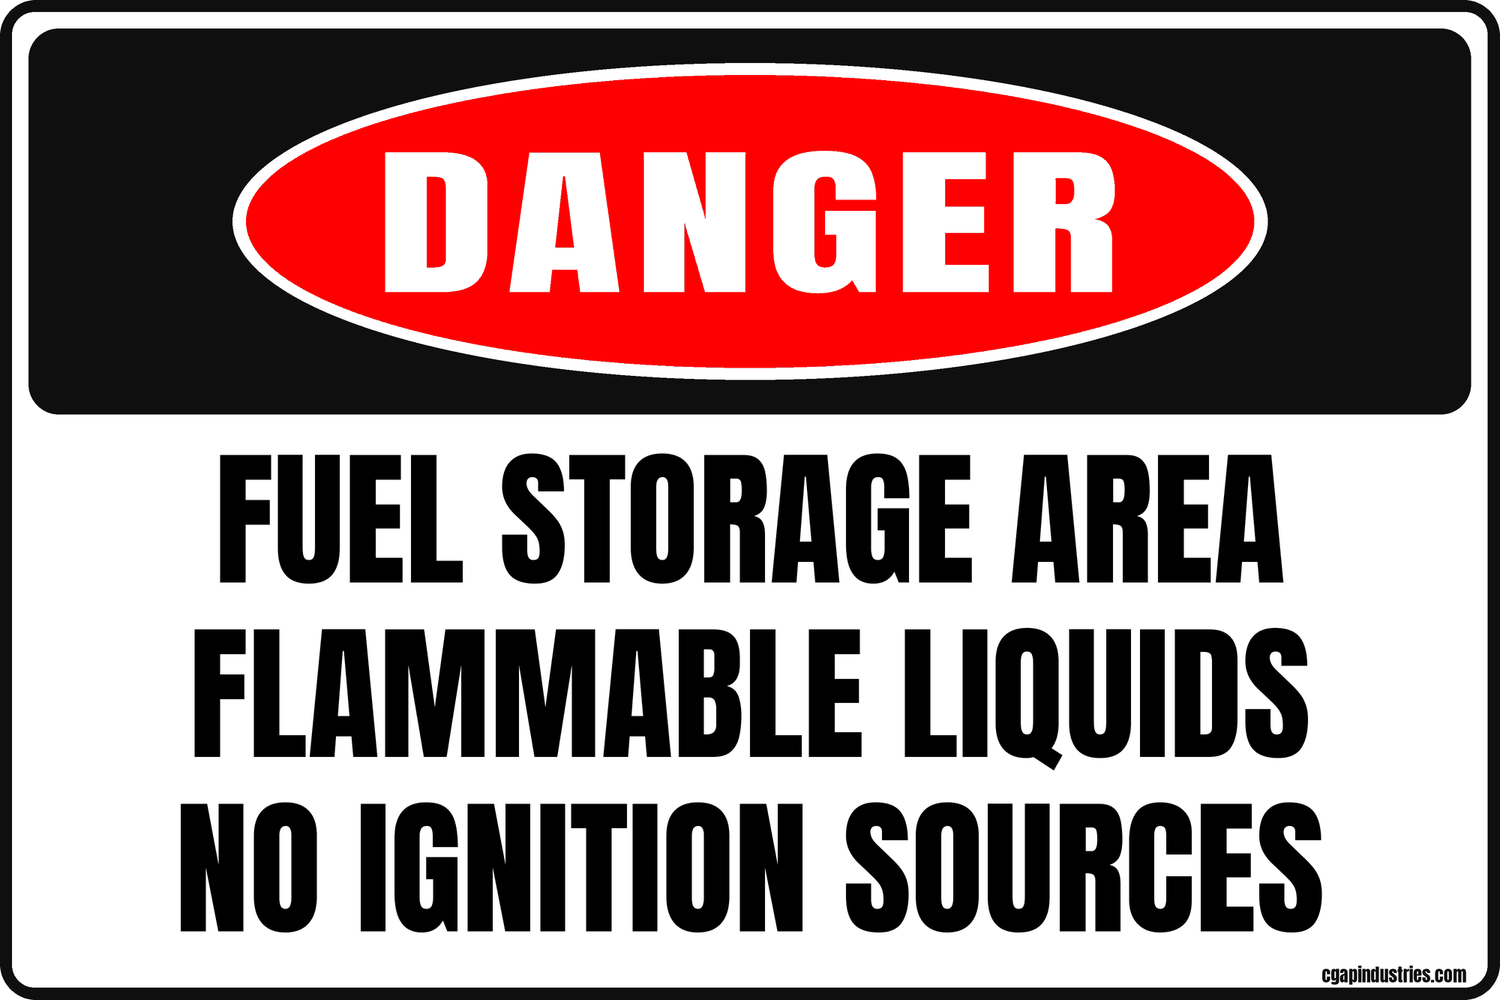 DANGER
FUEL STORAGE AREA
FLAMMABLE LIQUIDS
NO IGNITION SOURCES
cgapindustries.com